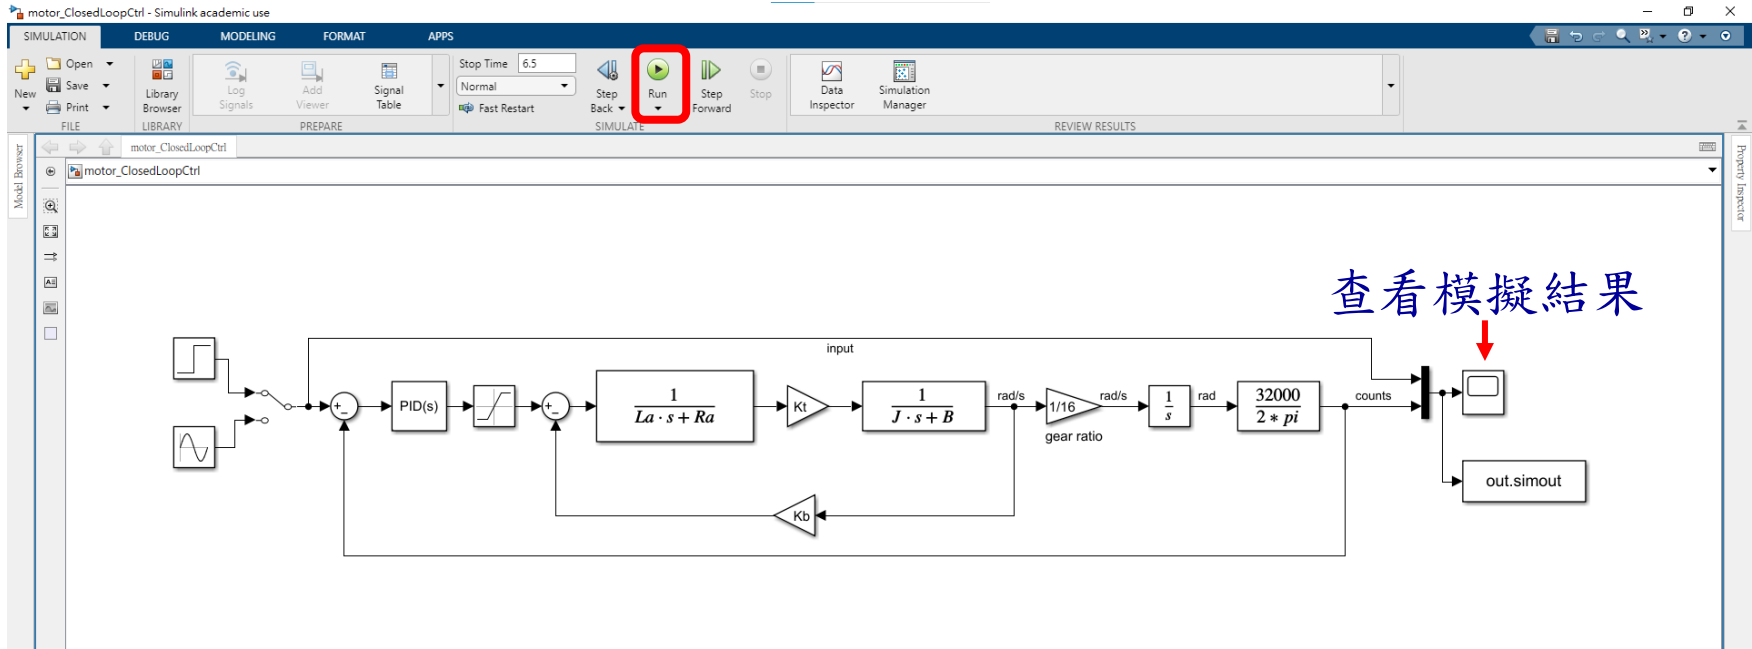 motor_ClosedLoopCtrl - Simulink academic use
SIMULATION DEBUG MODELING FORMAT APPS
New
Open
Save
Print
FILE
Library Browser
LIBRARY
Log Signals
Add Viewer
Signal Table
PREPARE
Stop Time 6.5
Normal
Fast Restart
Step Back
Run
Step Forward
Stop
SIMULATE
Data Inspector
Simulation Manager
REVIEW RESULTS
Model Browser
motor_ClosedLoopCtrl
motor_ClosedLoopCtrl
Property Inspector
查看模擬結果
input
+
−
PID(s)
+
−
1
La · s + Ra
Kt
1
J · s + B
rad/s
1/16
gear ratio
rad/s
1
s
rad
32000
2 * pi
counts
out.simout
Kb